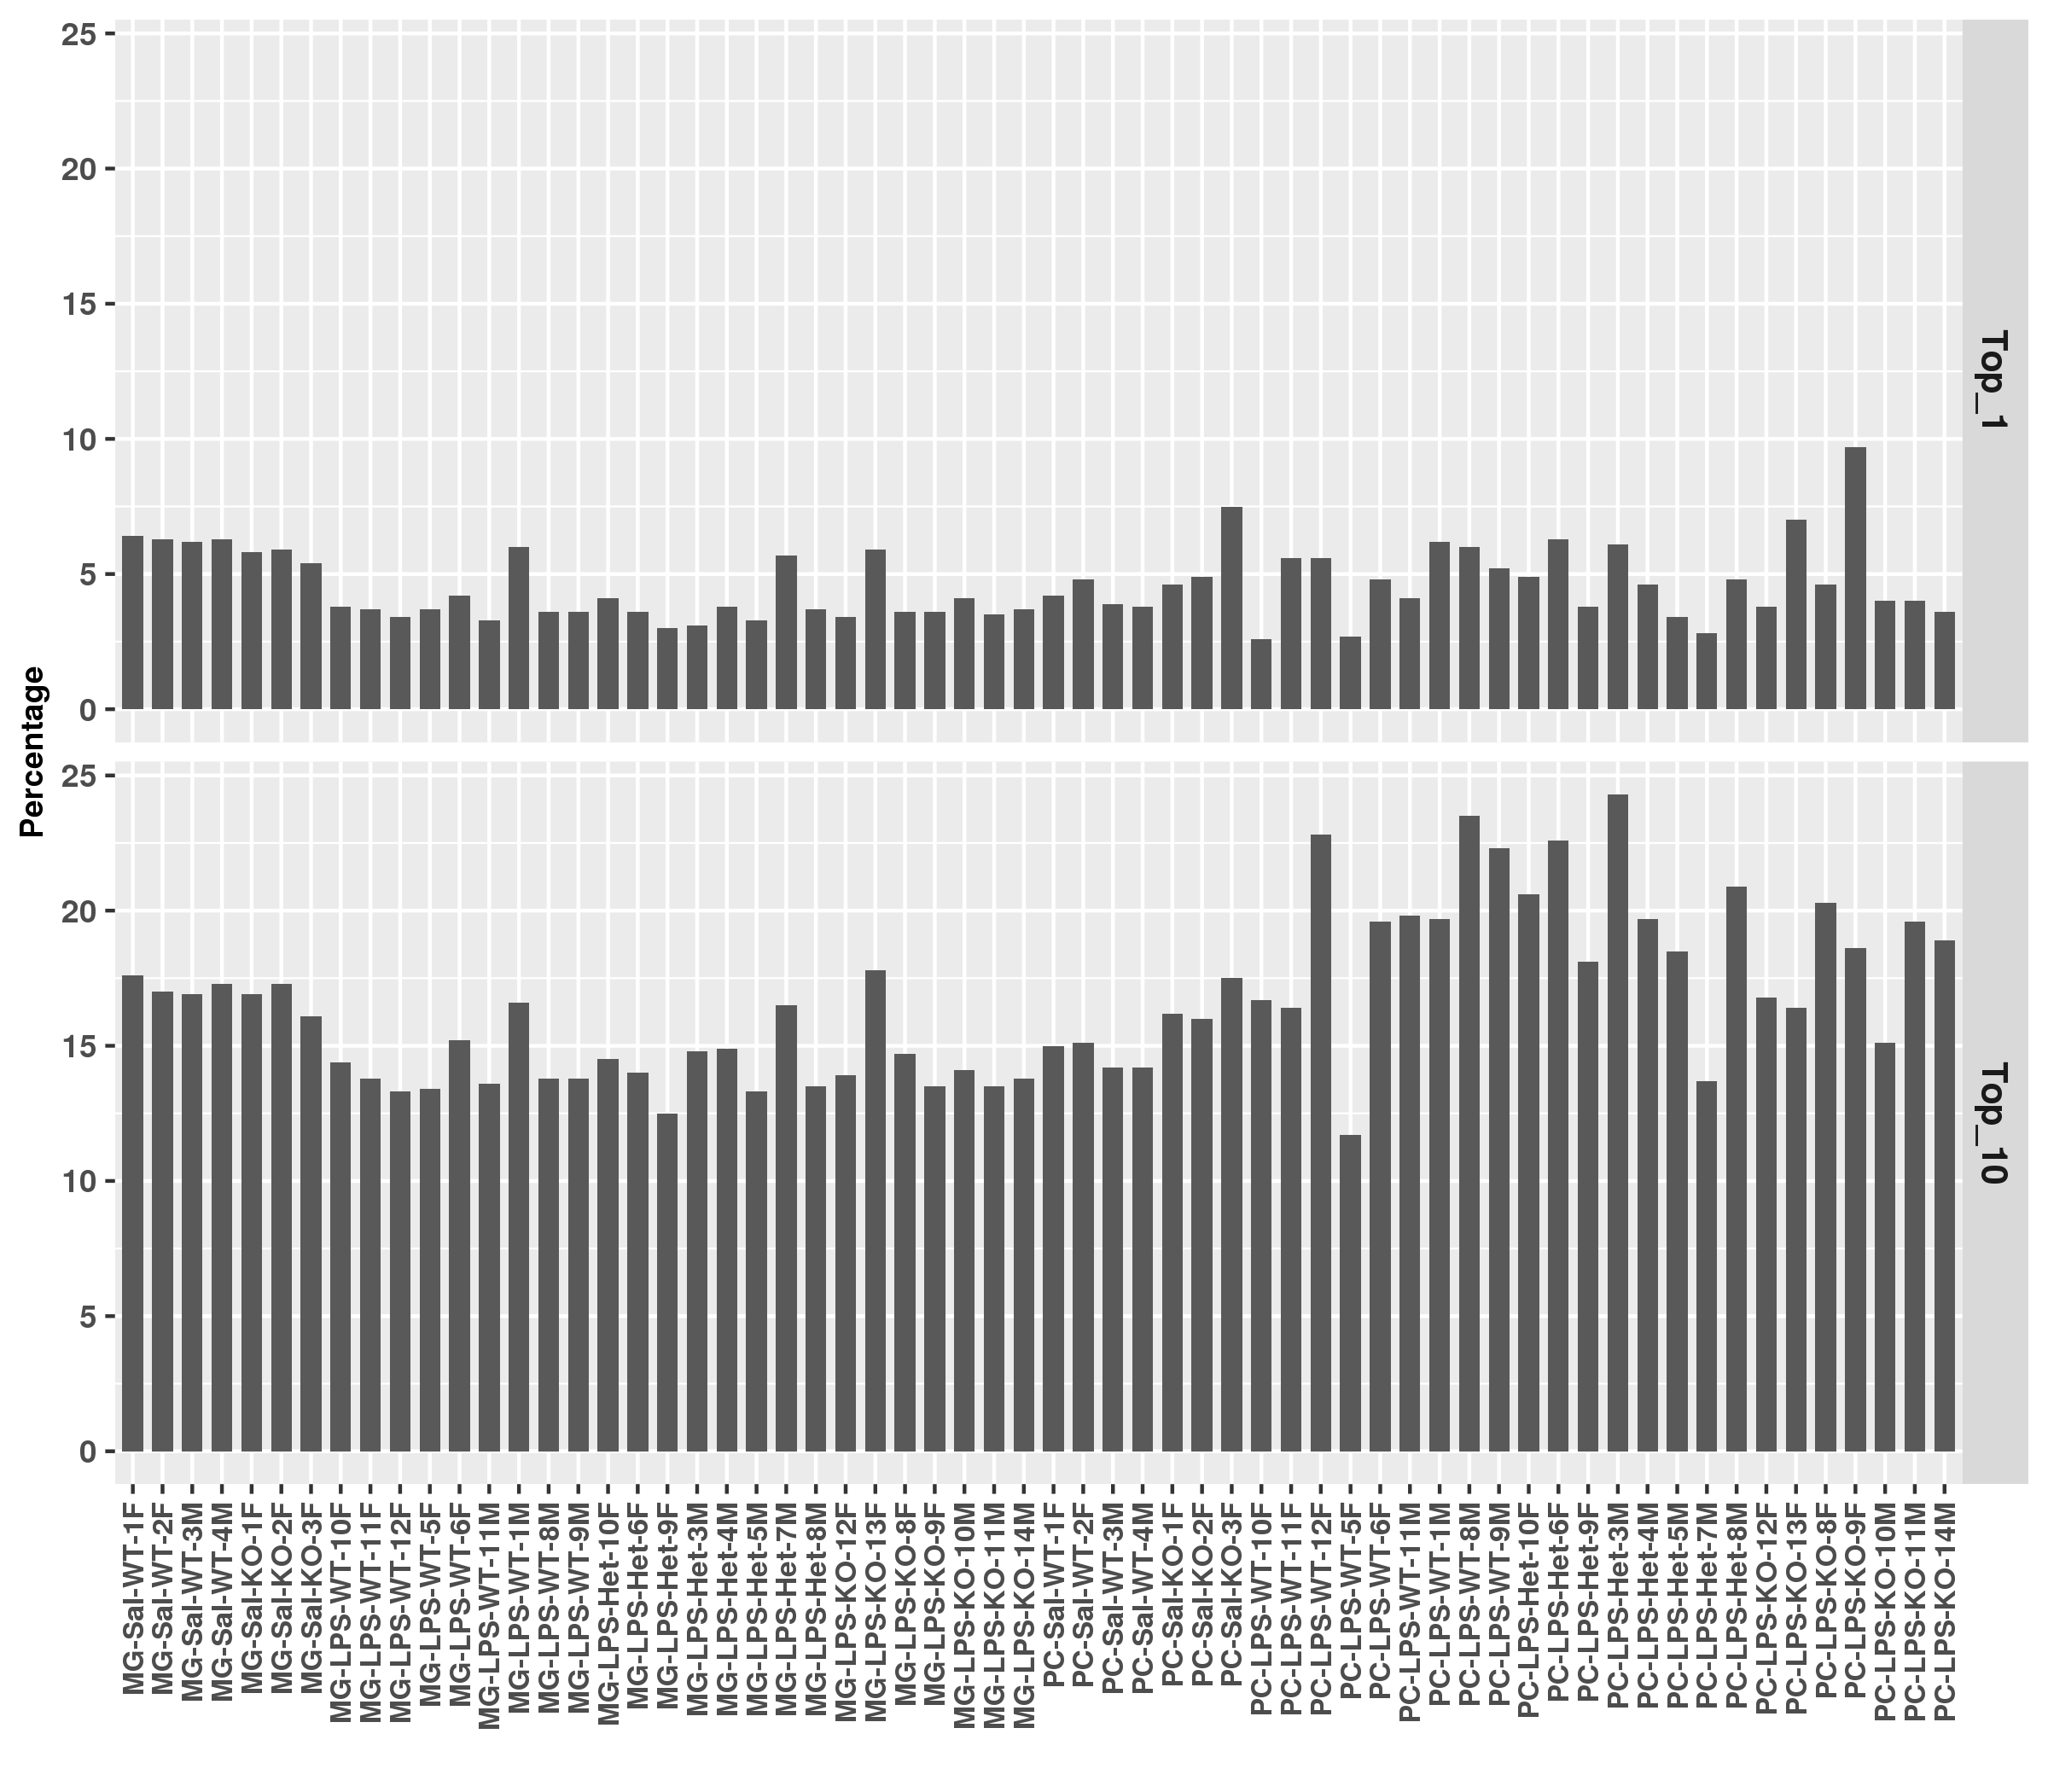 Percentage
25
20
15
10
5
0
Top_1
25
20
15
10
5
0
Top_10
MG-Sal-WT-1F
MG-Sal-WT-2F
MG-Sal-WT-3M
MG-Sal-WT-4M
MG-Sal-KO-1F
MG-Sal-KO-2F
MG-Sal-KO-3F
MG-LPS-WT-10F
MG-LPS-WT-11F
MG-LPS-WT-12F
MG-LPS-WT-5F
MG-LPS-WT-6F
MG-LPS-WT-11M
MG-LPS-WT-1M
MG-LPS-WT-8M
MG-LPS-WT-9M
MG-LPS-Het-10F
MG-LPS-Het-6F
MG-LPS-Het-9F
MG-LPS-Het-3M
MG-LPS-Het-4M
MG-LPS-Het-5M
MG-LPS-Het-7M
MG-LPS-Het-8M
MG-LPS-KO-12F
MG-LPS-KO-13F
MG-LPS-KO-8F
MG-LPS-KO-9F
MG-LPS-KO-10M
MG-LPS-KO-11M
MG-LPS-KO-14M
PC-Sal-WT-1F
PC-Sal-WT-2F
PC-Sal-WT-3M
PC-Sal-WT-4M
PC-Sal-KO-1F
PC-Sal-KO-2F
PC-Sal-KO-3F
PC-LPS-WT-10F
PC-LPS-WT-11F
PC-LPS-WT-12F
PC-LPS-WT-5F
PC-LPS-WT-6F
PC-LPS-WT-11M
PC-LPS-WT-1M
PC-LPS-WT-8M
PC-LPS-WT-9M
PC-LPS-Het-10F
PC-LPS-Het-6F
PC-LPS-Het-9F
PC-LPS-Het-3M
PC-LPS-Het-4M
PC-LPS-Het-5M
PC-LPS-Het-7M
PC-LPS-Het-8M
PC-LPS-KO-12F
PC-LPS-KO-13F
PC-LPS-KO-8F
PC-LPS-KO-9F
PC-LPS-KO-10M
PC-LPS-KO-11M
PC-LPS-KO-14M